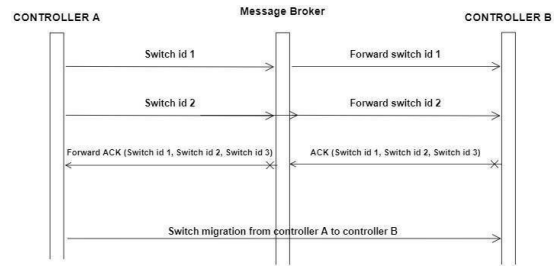 CONTROLLER A
Message Broker
CONTROLLER B
Switch id 1
Forward switch id 1
Switch id 2
Forward switch id 2
Forward ACK (Switch id 1, Switch id 2, Switch id 3)
ACK (Switch id 1, Switch id 2, Switch id 3)
Switch migration from controller A to controller B